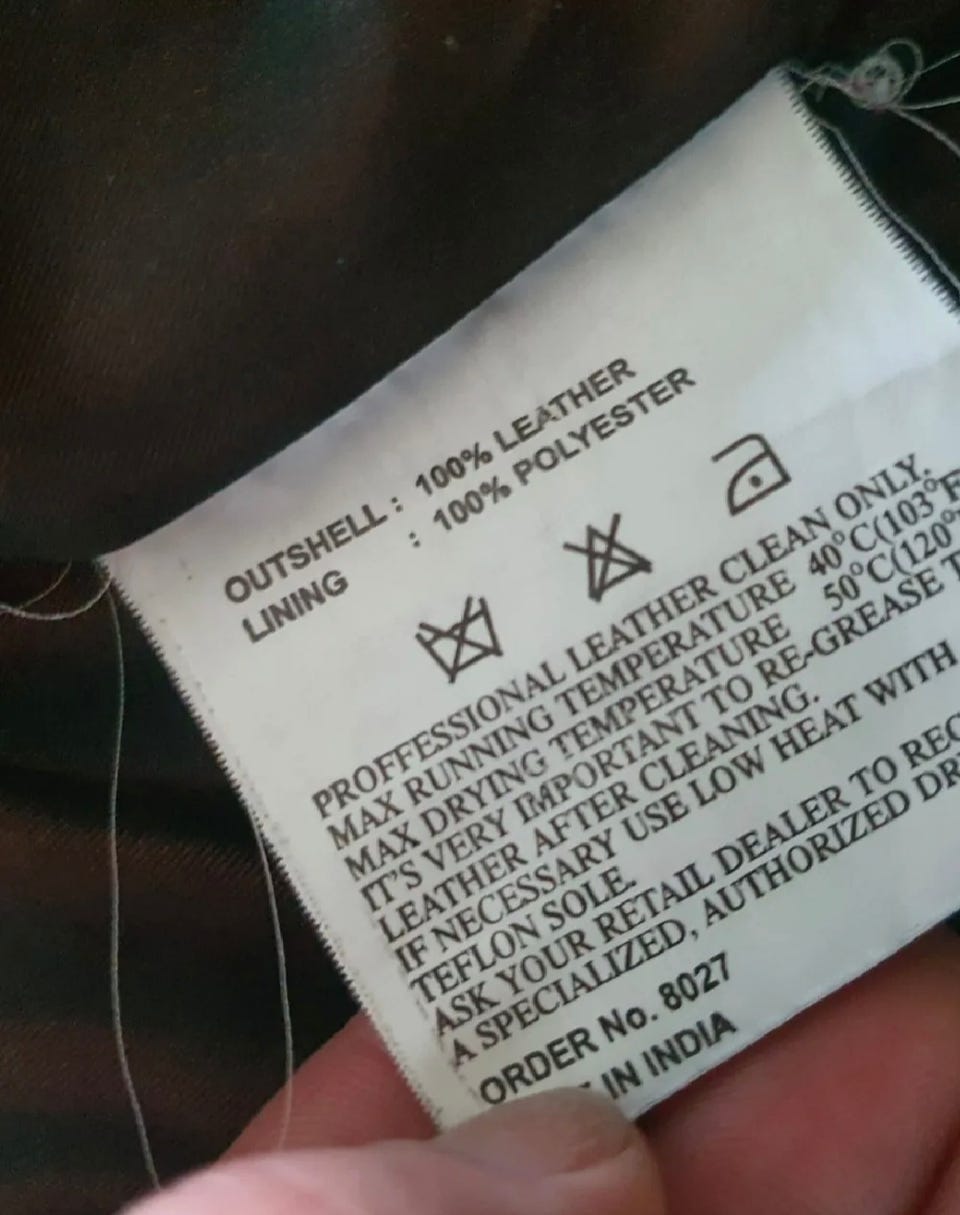 OUTSHELL : 100% LEATHER
LINING : 100% POLYESTER
PROFFESSIONAL LEATHER CLEAN ONLY.
MAX RUNNING TEMPERATURE 40°C(103°F
MAX DRYING TEMPERATURE 50°C(120°
IT'S VERY IMPORTANT TO RE-GREASE
LEATHER AFTER CLEANING.
IF NECESSARY USE LOW HEAT WITH
TEFLON SOLE.
ASK YOUR RETAIL DEALER TO
A SPECIALIZED, AUTHORIZED
ORDER No. 8027
IN INDIA